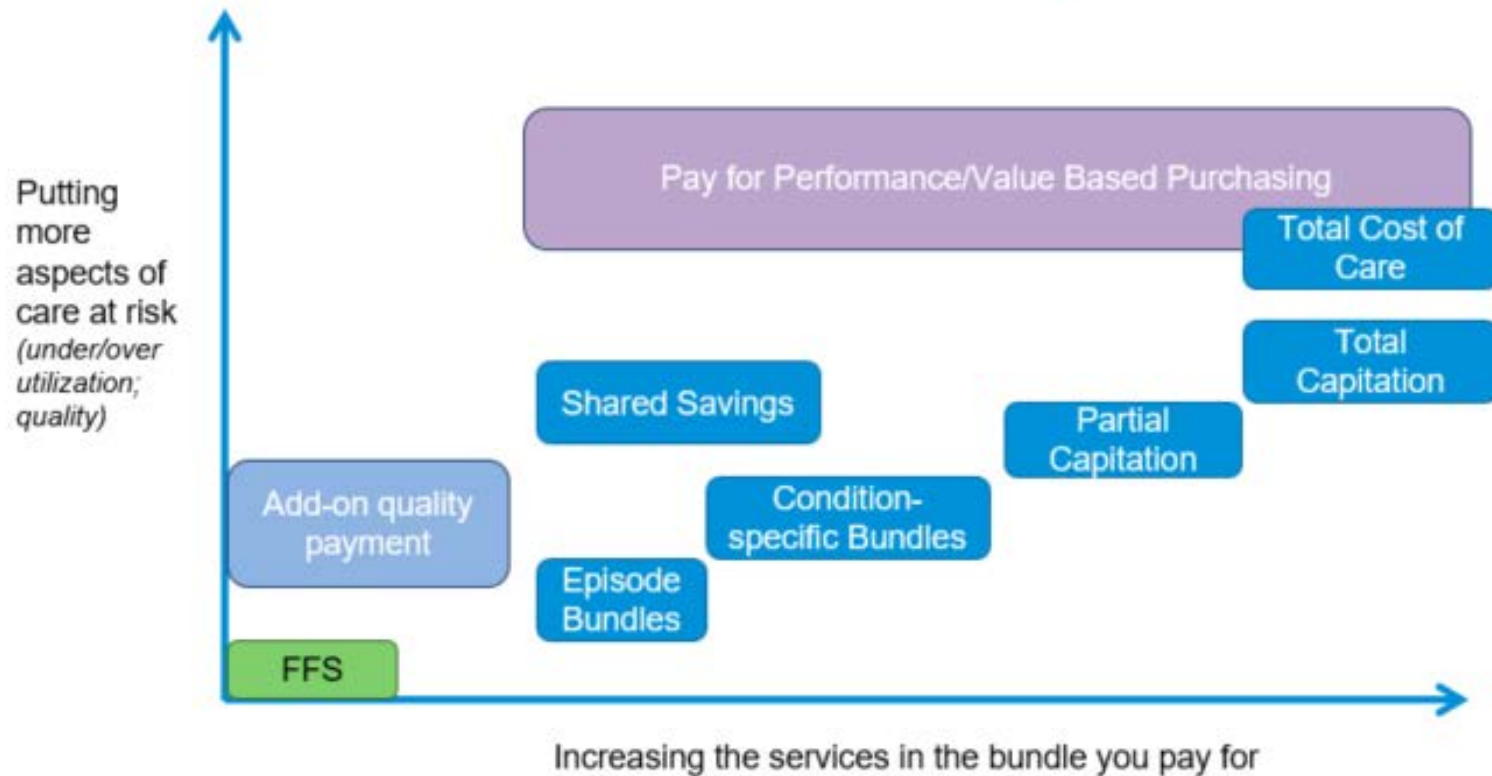 Pay for Performance/Value Based Purchasing
Putting
more
aspects of
care at risk
(under/over
utilization;
quality)
Total Cost of
Care
Total
Capitation
Shared Savings
Partial
Capitation
Add-on quality
payment
Condition-
specific Bundles
Episode
Bundles
FFS
Increasing the services in the bundle you pay for